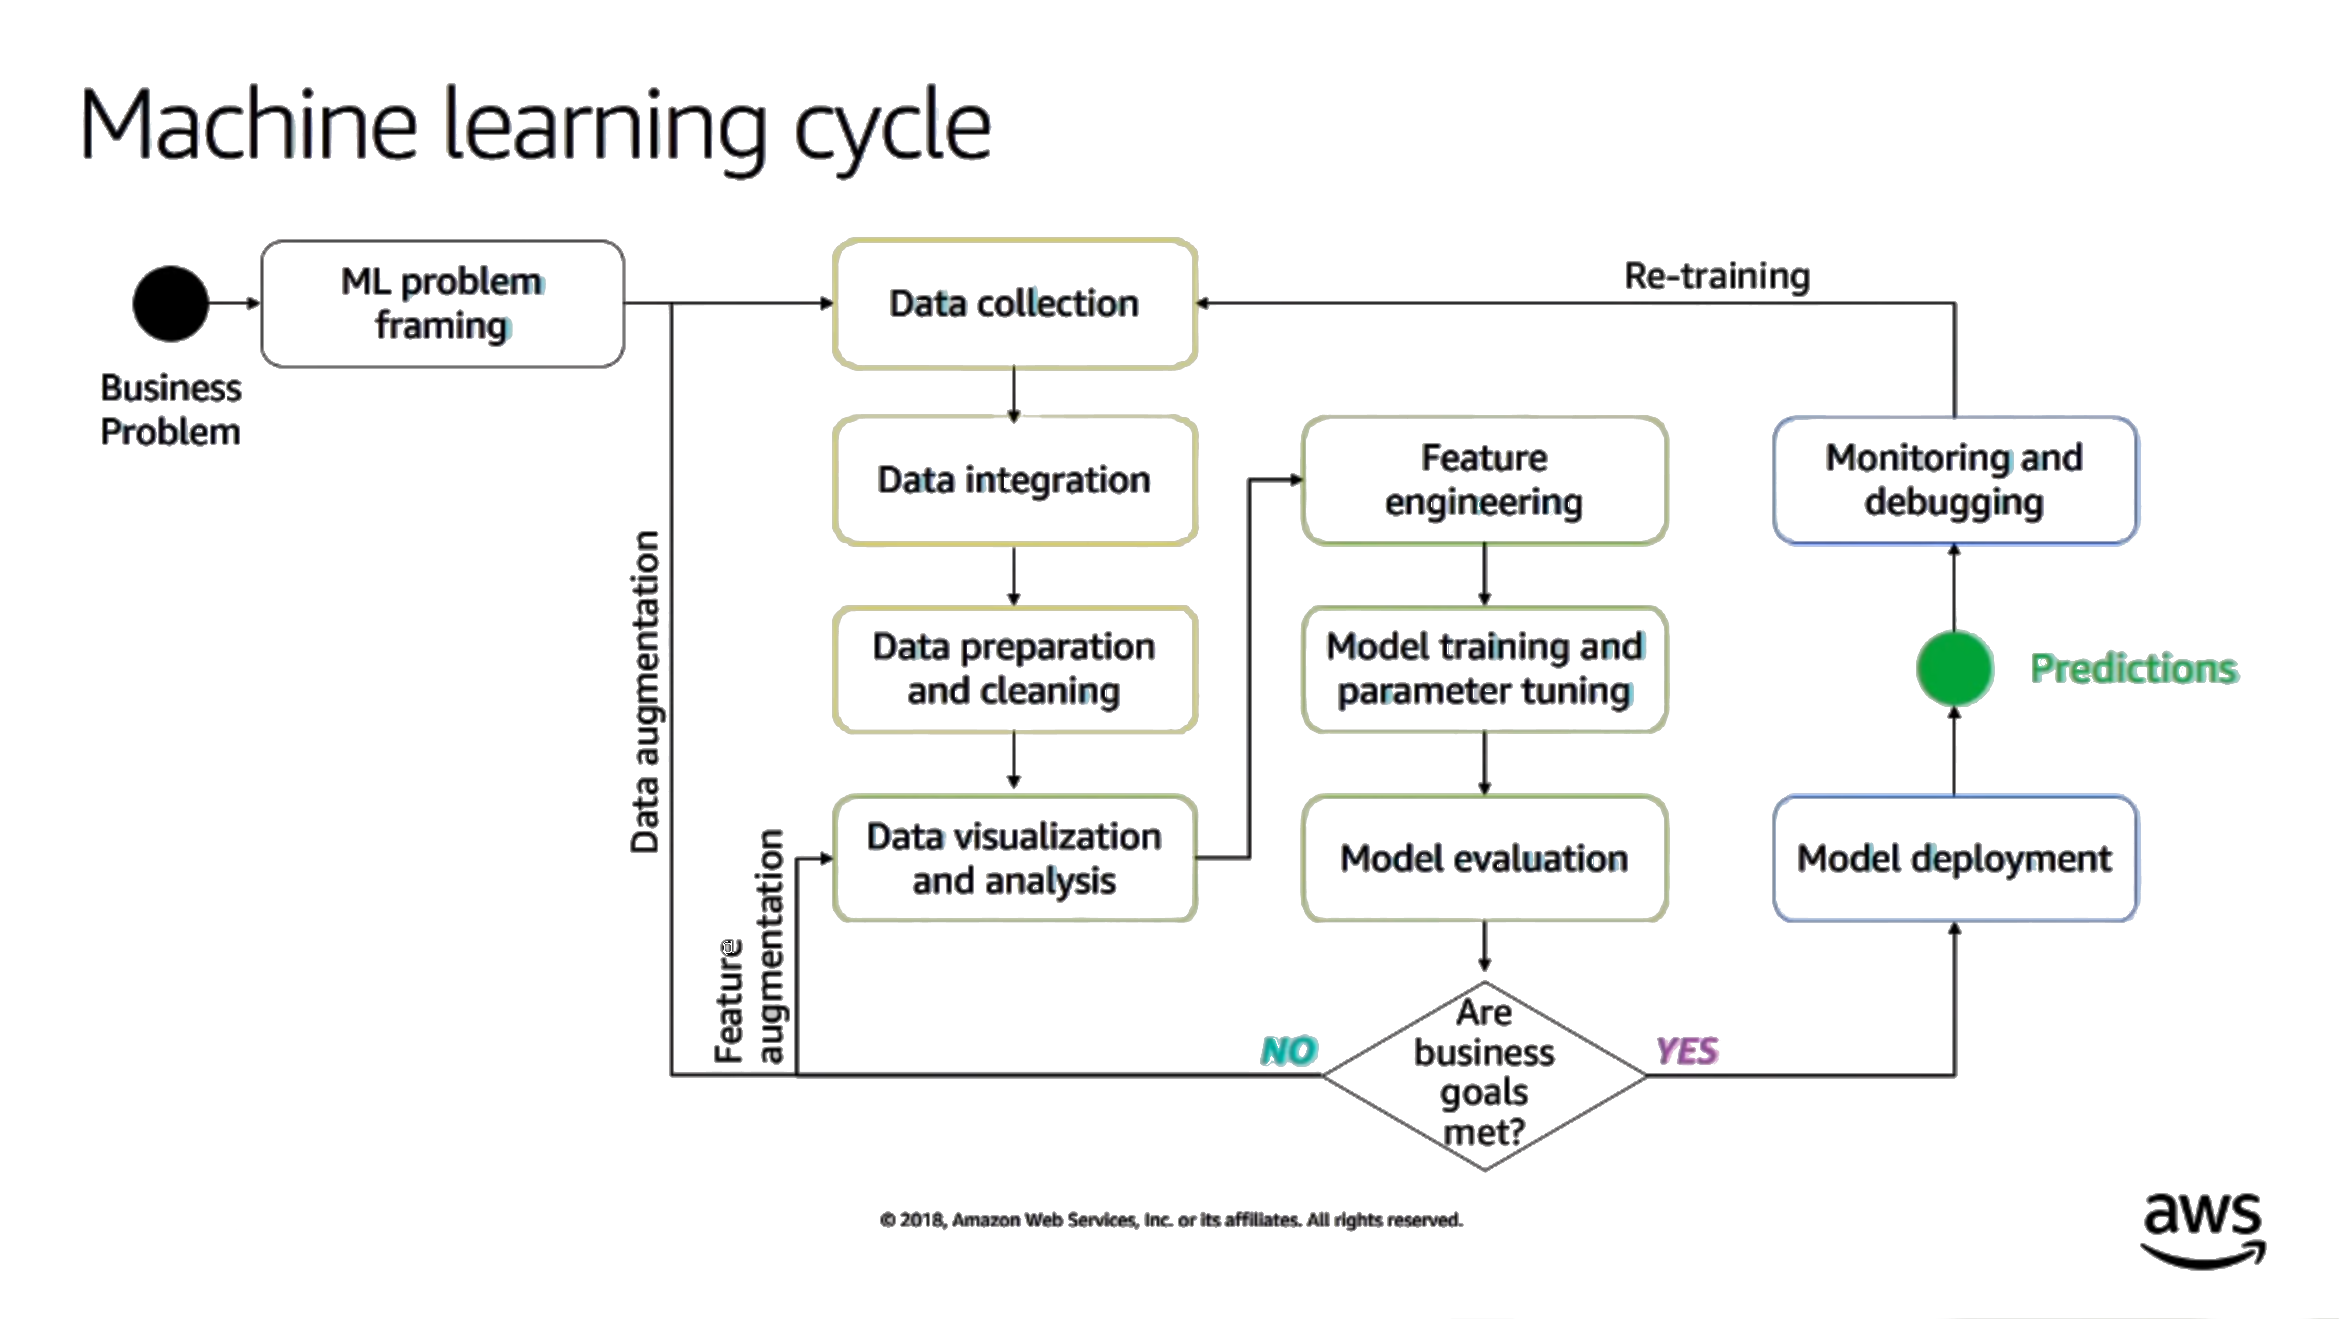 Machine learning cycle
Business
Problem
ML problem
framing
Data collection
Re-training
Data integration
Feature
engineering
Monitoring and
debugging
Data augmentation
Data preparation
and cleaning
Model training and
parameter tuning
Predictions
Feature
augmentation
Data visualization
and analysis
Model evaluation
Model deployment
NO
Are
business
goals
met?
YES
© 2018, Amazon Web Services, Inc. or its affiliates. All rights reserved.
aws